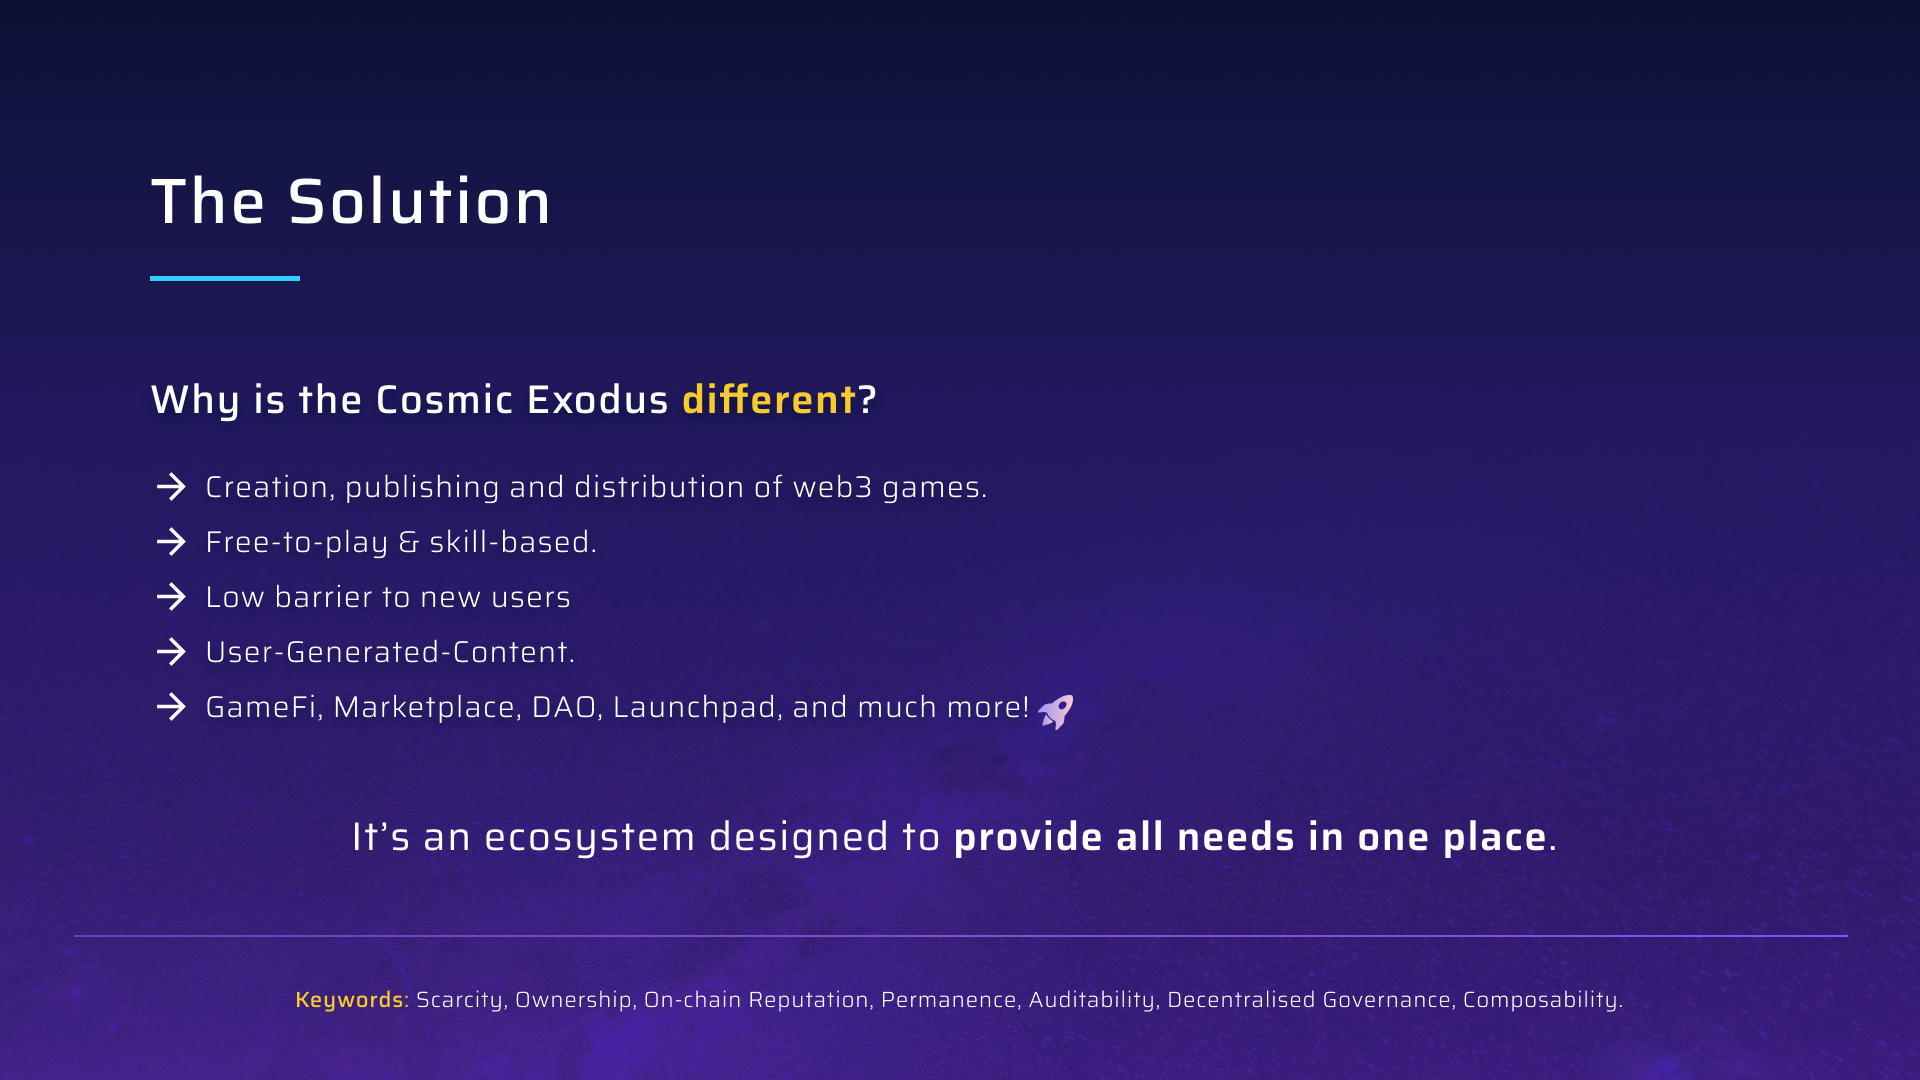 The Solution
Why is the Cosmic Exodus different?
Creation, publishing and distribution of web3 games.
Free-to-play & skill-based.
Low barrier to new users
User-Generated-Content.
GameFi, Marketplace, DAO, Launchpad, and much more!
It’s an ecosystem designed to provide all needs in one place.
Keywords: Scarcity, Ownership, On-chain Reputation, Permanence, Auditability, Decentralised Governance, Composability.